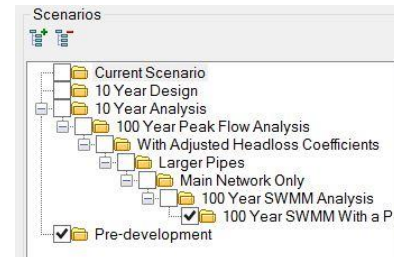 Scenarios
Current Scenario
10 Year Design
10 Year Analysis
100 Year Peak Flow Analysis
With Adjusted Headloss Coefficients
Larger Pipes
Main Network Only
100 Year SWMM Analysis
100 Year SWMM With a P
Pre-development